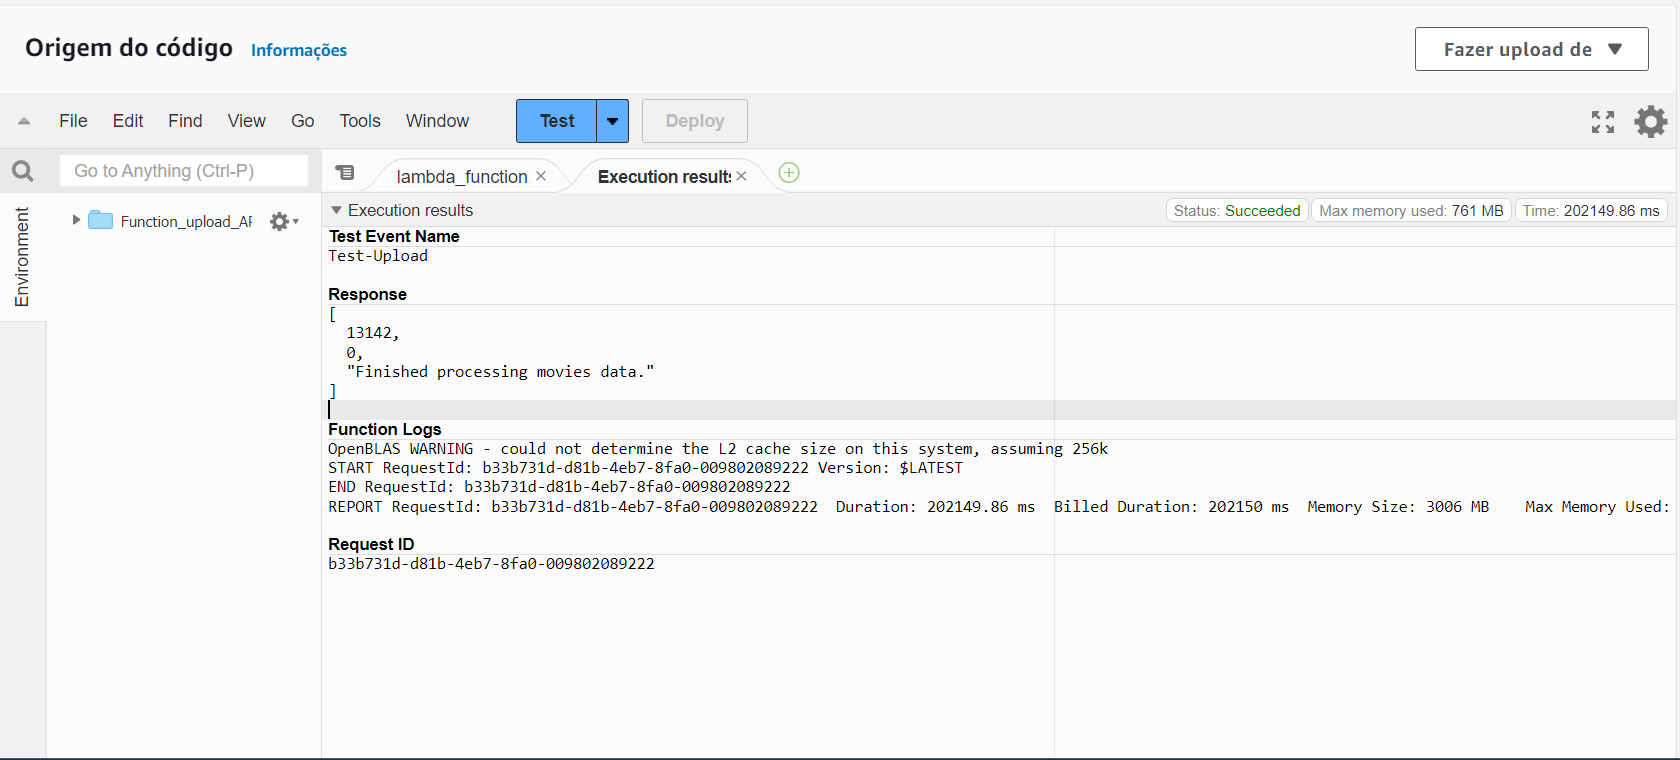 Origem do código Informações
Fazer upload de
File Edit Find View Go Tools Window Test Deploy
Go to Anything (Ctrl-P)
lambda_function
Execution results
Environment
Function_upload_AF
Execution results
Status: Succeeded Max memory used: 761 MB Time: 202149.86 ms
Test Event Name
Test-Upload
Response
[
13142,
0,
"Finished processing movies data."
]
Function Logs
OpenBLAS WARNING - could not determine the L2 cache size on this system, assuming 256k
START RequestId: b33b731d-d81b-4eb7-8fa0-009802089222 Version: $LATEST
END RequestId: b33b731d-d81b-4eb7-8fa0-009802089222
REPORT RequestId: b33b731d-d81b-4eb7-8fa0-009802089222 Duration: 202149.86 ms Billed Duration: 202150 ms Memory Size: 3006 MB Max Memory Used:
Request ID
b33b731d-d81b-4eb7-8fa0-009802089222